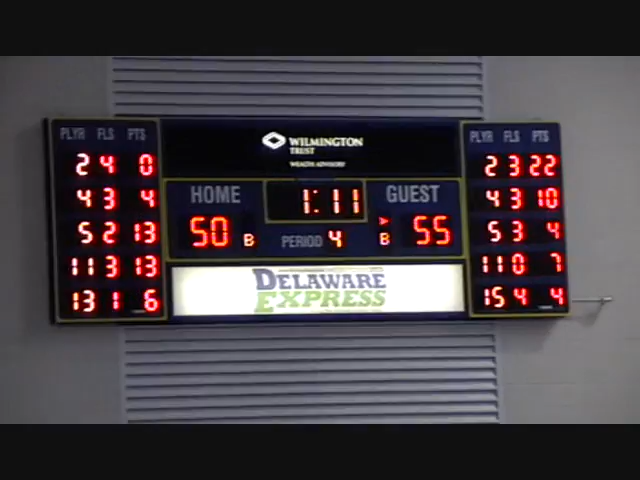 PLYR FLS PTS
2 4 0
4 3 4
5 2 13
11 3 13
13 1 6
WILMINGTON
TRUST
WEALTH ADVISORY
HOME 1:11 GUEST
50 B PERIOD 4 B 55
DELAWARE
EXPRESS
PLYR FLS PTS
2 3 22
4 3 10
5 3 4
11 0 7
15 4 4